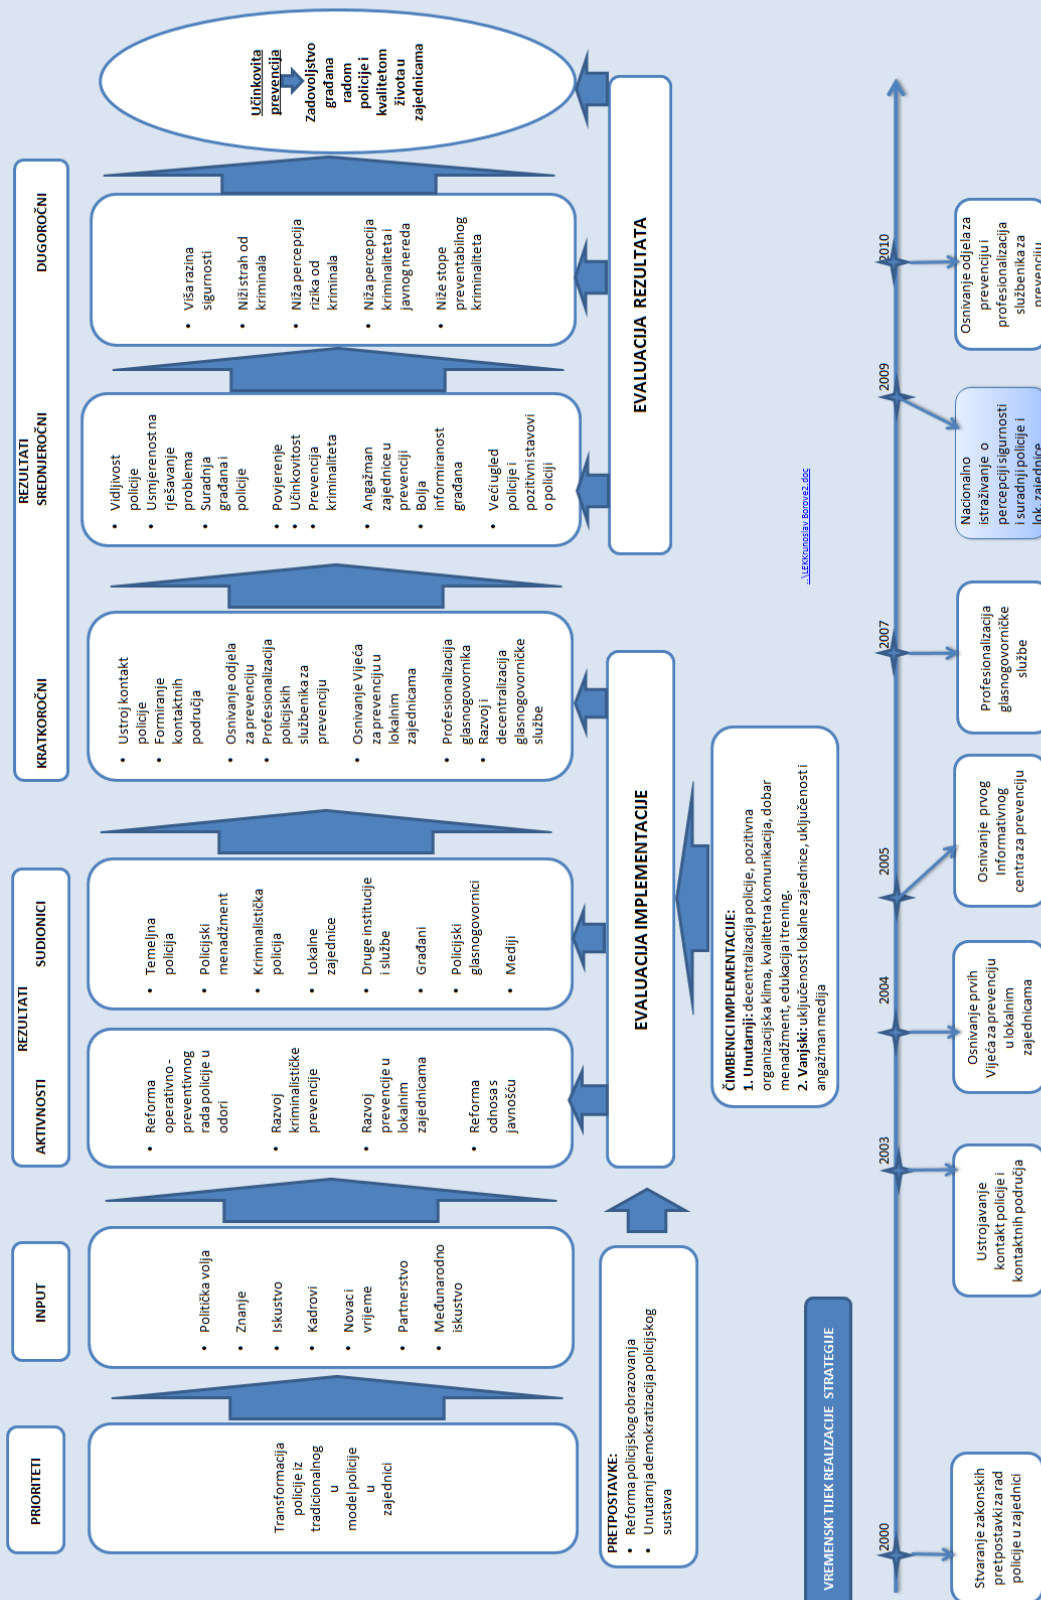 PRIORITETI
INPUT
REZULTATI
AKTIVNOSTI
SUDIONICI
REZULTATI
KRATKOROČNI
SREDNJEROČNI
DUGOROČNI
Transformacija
policije iz
tradicionalnog
u
model policije
u
zajednici
• Politička volja
• Znanje
• Iskustvo
• Kadrovi
• Novac i
vrijeme
• Partnerstvo
• Međunarodno
iskustvo
• Reforma
operativno -
preventivnog
rada policije u
odori
• Razvoj
kriminalističke
prevencije
• Razvoj
prevencije u
lokalnim
zajednicama
• Reforma
odnosa s
javnošću
• Temeljna
policija
• Policijski
menadžment
• Kriminalistička
policija
• Lokalne
zajednice
• Druge institucije
i službe
• Građani
• Policijski
glasnogovornici
• Mediji
• Ustroj kontakt
policije
• Formiranje
kontaktnih
područja
• Osnivanje odjela
za prevenciju
• Profesionalizacija
policijskih
službenika za
prevenciju
• Osnivanje Vijeća
za prevenciju u
lokalnim
zajednicama
• Profesionalizacija
glasnogovornika
• Razvoj i
decentralizacija
glasnogovorničke
službe
• Vidljivost
policije
• Usmjerenost na
rješavanje
problema
• Suradnja
građana i
policije
• Povjerenje
• Učinkovitost
• Prevencija
kriminaliteta
• Angažman
zajednice u
prevenciji
• Bolja
informiranost
građana
• Veći ugled
policije i
pozitivni stavovi
o policiji
• Viša razina
sigurnosti
• Niži strah od
kriminala
• Niža percepcija
rizika od
kriminala
• Niža percepcija
kriminaliteta i
javnog nereda
• Niže stope
preventabilnog
kriminaliteta
Učinkovita
prevencija
Zadovoljstvo
građana
radom
policije i
kvalitetom
života u
zajednicama
PRETPOSTAVKE:
• Reforma policijskog obrazovanja
• Unutarnja demokratizacija policijskog
sustava
EVALUACIJA IMPLEMENTACIJE
EVALUACIJA REZULTATA
ČIMBENICI IMPLEMENTACIJE:
1. Unutarnji: decentralizacija policije, pozitivna
organizacijska klima, kvalitetna komunikacija, dobar
menadžment, edukacija i trening.
2. Vanjski: uključenost lokalne zajednice, uključenost i
angažman medija
..\LEKKrunoslav Borovec2.doc
VREMENSKI TIJEK REALIZACIJE STRATEGIJE
2000
2003
2004
2005
2007
2009
2010
Stvaranje zakonskih
pretpostavki za rad
policije u zajednici
Ustrojavanje
kontakt policije i
kontaktnih područja
Osnivanje prvih
Vijeća za prevenciju
u lokalnim
zajednicama
Osnivanje prvog
Informativnog
centra za prevenciju
Profesionalizacija
glasnogovorničke
službe
Nacionalno
istraživanje o
percepciji sigurnosti
i suradnji policije i
lok. zajednice
Osnivanje odjela za
prevenciju i
profesionalizacija
službenika za
prevenciju